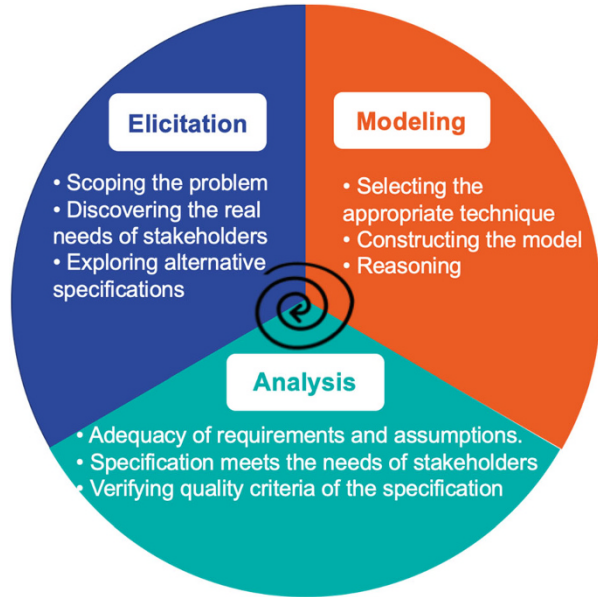 Elicitation
• Scoping the problem
• Discovering the real
needs of stakeholders
• Exploring alternative
specifications
Modeling
• Selecting the
appropriate technique
• Constructing the model
• Reasoning
Analysis
• Adequacy of requirements and assumptions.
• Specification meets the needs of stakeholders
• Verifying quality criteria of the specification